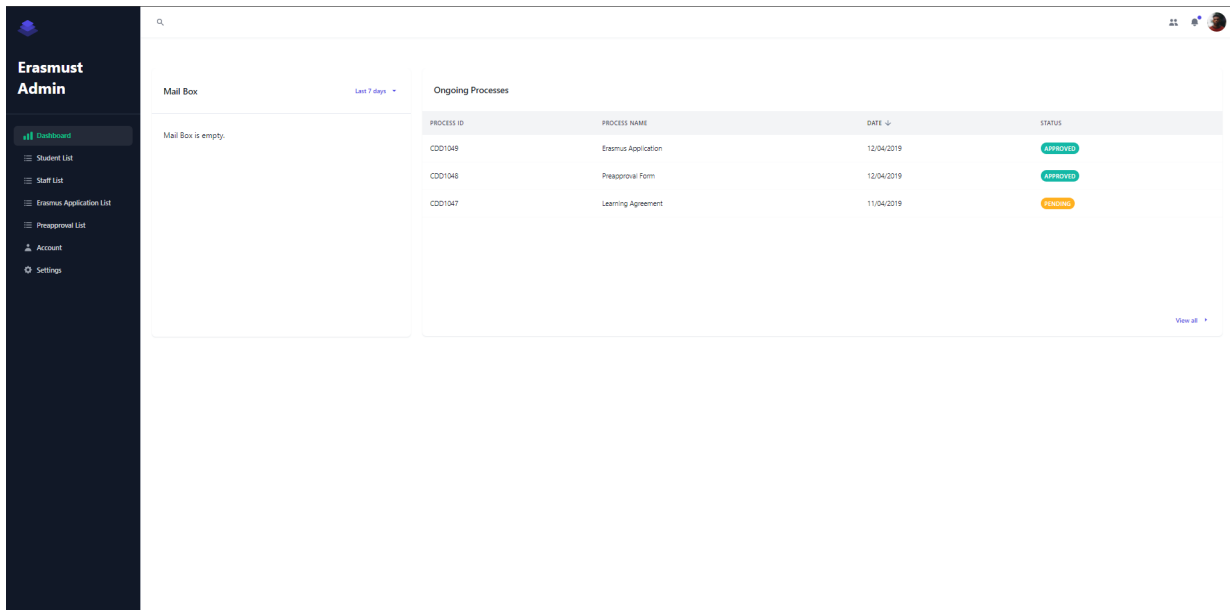 Erasmust
Admin
Dashboard
Student List
Staff List
Erasmus Application List
Preapproval List
Account
Settings
Mail Box
Last 7 days
Mail Box is empty.
Ongoing Processes
PROCESS ID PROCESS NAME DATE STATUS
CDD1049 Erasmus Application 12/04/2019 APPROVED
CDD1048 Preapproval Form 12/04/2019 APPROVED
CDD1047 Learning Agreement 11/04/2019 PENDING
View all